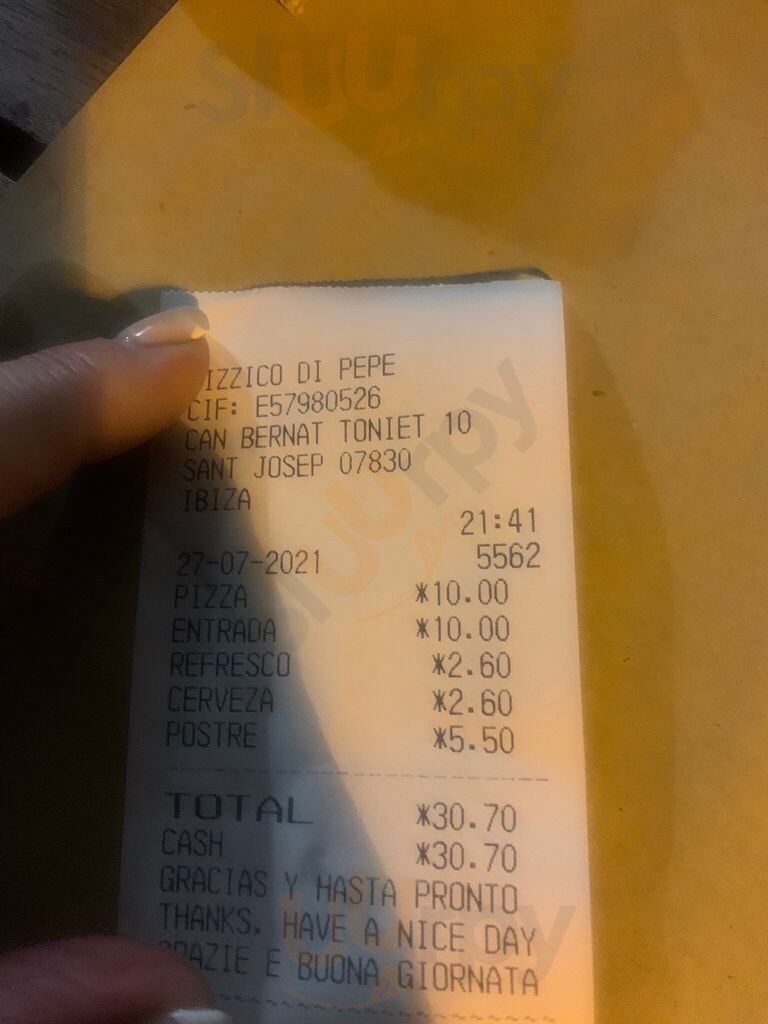 Sluurpy
IZZICO DI PEPE
CIF: E57980526
CAN BERNAT TONIET 10
SANT JOSEP 07830
IBIZA
21:41
27-07-2021 5562
PIZZA *10.00
ENTRADA *10.00
REFRESCO *2.60
CERVEZA *2.60
POSTRE *5.50
TOTAL *30.70
CASH *30.70
GRACIAS Y HASTA PRONTO
THANKS, HAVE A NICE DAY
GRAZIE E BUONA GIORNATA